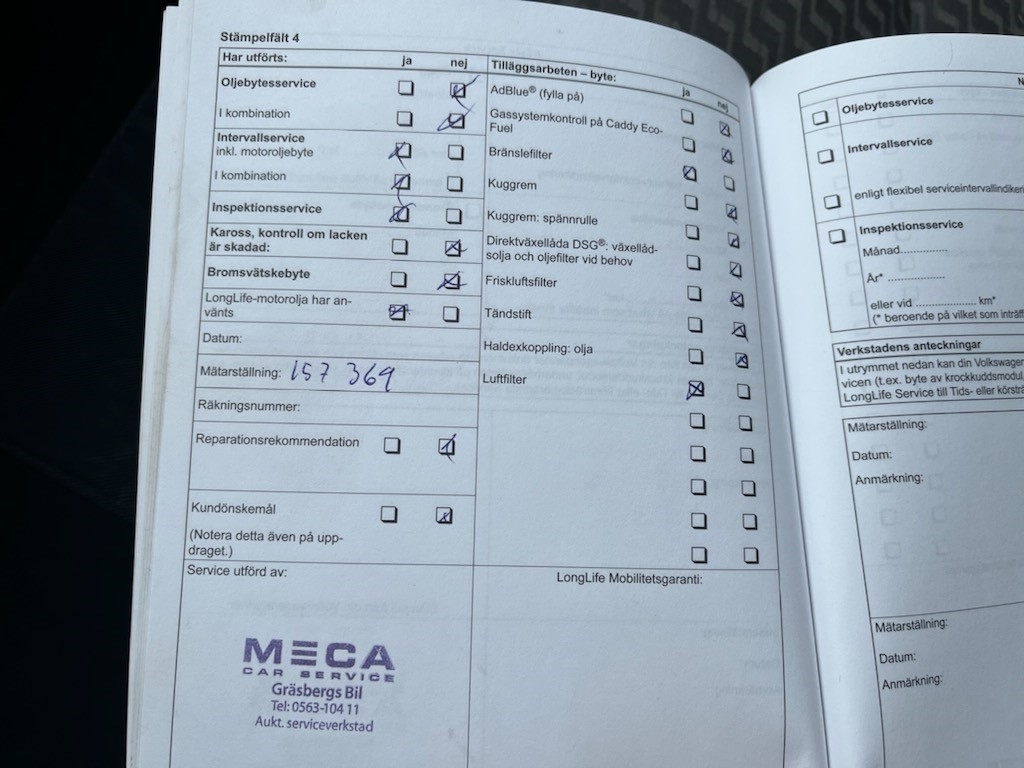 Stämpelfält 4
Har utförts: ja nej
Oljebytesservice
I kombination
Intervallservice
inkl. motoroljebyte
I kombination
Inspektionsservice
Kaross, kontroll om lacken
är skadad:
Bromsvätskebyte
LongLife-motorolja har an-
vänts
Datum:
Mätarställning: 157 369
Räkningsnummer:
Reparationsrekommendation
Kundönskemål
(Notera detta även på upp-
draget.)
Service utförd av:
MECA
CAR SERVICE
Gräsbergs Bil
Tel: 0563-104 11
Aukt. serviceverkstad
Tilläggsarbeten – byte:
ja nej
AdBlue® (fylla på)
Gassystemkontroll på Caddy Eco-
Fuel
Bränslefilter
Kuggrem
Kuggrem: spännrulle
Direktväxellåda DSG®: växellåd-
solja och oljefilter vid behov
Friskluftsfilter
Tändstift
Haldexkoppling: olja
Luftfilter
LongLife Mobilitetsgaranti:
Oljebytesservice
Intervallservice
enligt flexibel serviceintervallindikeri
Inspektionsservice
Månad...............
År* ..................
eller vid .................... km*
(* beroende på vilket som inträff
Verkstadens anteckningar
I utrymmet nedan kan din Volkswagen
vicen (t.ex. byte av krockkuddsmodul,
LongLife Service till Tids- eller körsträ
Mätarställning:
Datum:
Anmärkning:
Mätarställning:
Datum:
Anmärkning: